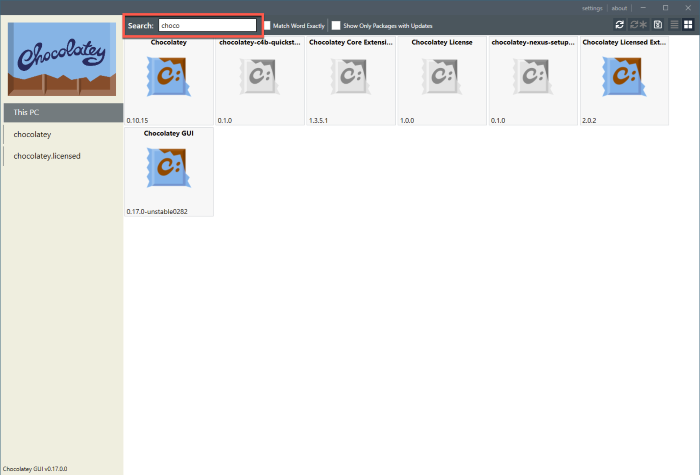 settings about
Search: choco Match Word Exactly Show Only Packages with Updates
Chocolatey
This PC
chocolatey
chocolatey.licensed
Chocolatey chocolatey-c4b-quickst... Chocolatey Core Extensi... Chocolatey License chocolatey-nexus-setup... Chocolatey Licensed Ext...
0.10.15 0.1.0 1.3.5.1 1.0.0 0.1.0 2.0.2
Chocolatey GUI
0.17.0-unstable0282
Chocolatey GUI v0.17.0.0